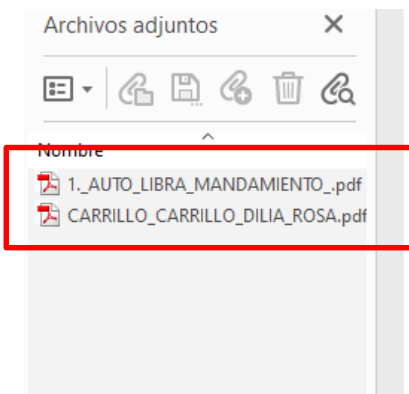 Archivos adjuntos
Nombre
1._AUTO_LIBRA_MANDAMIENTO_.pdf
CARRILLO_CARRILLO_DILIA_ROSA.pdf